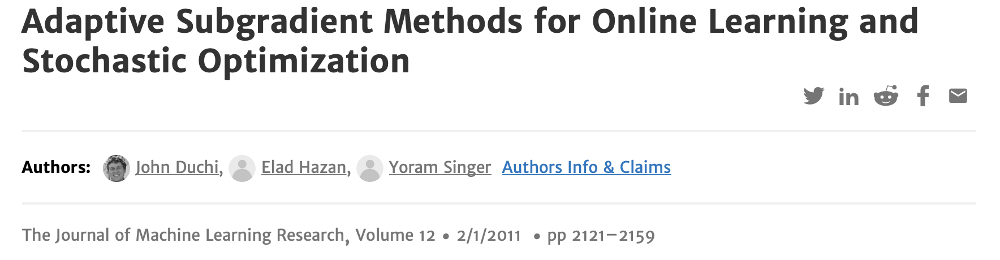 Adaptive Subgradient Methods for Online Learning and
Stochastic Optimization
Authors: John Duchi, Elad Hazan, Yoram Singer Authors Info & Claims
The Journal of Machine Learning Research, Volume 12 • 2/1/2011 • pp 2121–2159